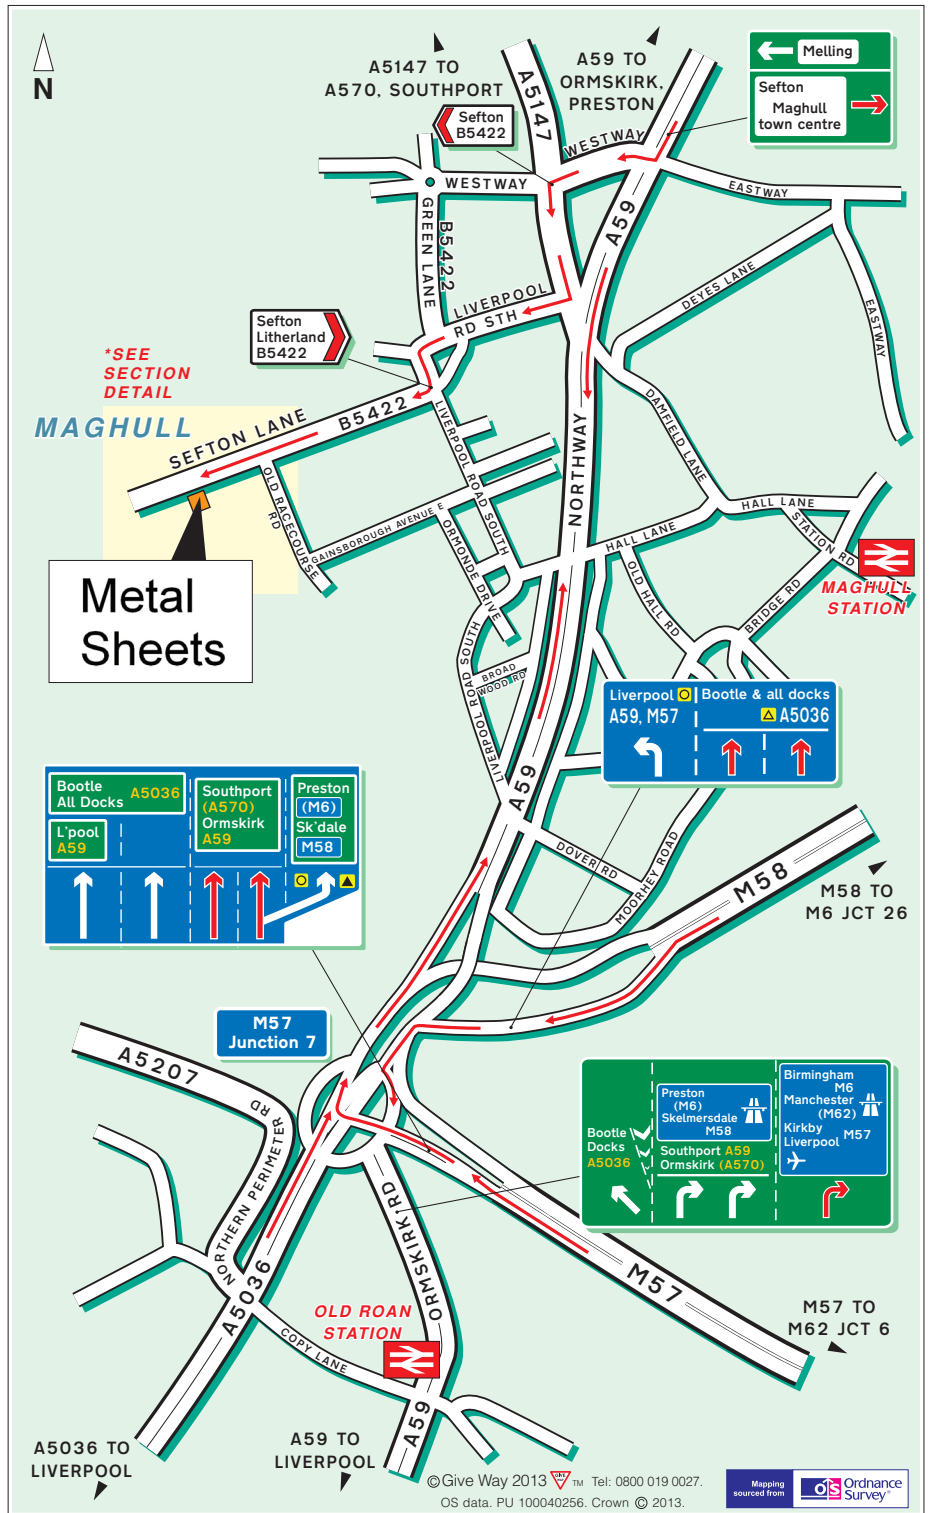 N
A5147 TO
A570, SOUTHPORT
A5147
A59 TO
ORMSKIRK,
PRESTON
Melling
Sefton
Maghull
town centre
Sefton
B5422
WESTWAY
WESTWAY
EASTWAY
A59
GREEN LANE
B5422
DEYES LANE
EASTWAY
LIVERPOOL
RD STH
Sefton
Litherland
B5422
*SEE
SECTION
DETAIL
MAGHULL
SEFTON LANE
B5422
DAMFIELD LANE
LIVERPOOL ROAD SOUTH
NORTHWAY
OLD RACECOURSE
RD
GAINSBOROUGH AVENUE E
ORMONDE DRIVE
HALL LANE
HALL LANE
STATION RD
OLD HALL RD
BRIDGE RD
MAGHULL
STATION
Metal
Sheets
LIVERPOOL ROAD SOUTH
BROAD
WOOD RD
Liverpool
A59, M57
Bootle & all docks
A5036
A59
Bootle
All Docks
A5036
L'pool
A59
Southport
(A570)
Ormskirk
A59
Preston
(M6)
Sk'dale
M58
DOVER RD
MOORHEY ROAD
M58
M58 TO
M6 JCT 26
M57
Junction 7
A5207
NORTHERN PERIMETER
RD
Bootle
Docks
A5036
Preston
(M6)
Skelmersdale
M58
Southport A59
Ormskirk (A570)
Birmingham
M6
Manchester
(M62)
Kirkby
Liverpool
M57
ORMSKIRK RD
A5036
M57
OLD ROAN
STATION
COPY LANE
M57 TO
M62 JCT 6
A59
A5036 TO
LIVERPOOL
A59 TO
LIVERPOOL
© Give Way 2013 GIVE WAY TM Tel: 0800 019 0027.
OS data. PU 100040256. Crown © 2013.
Mapping
sourced from
OS
Ordnance
Survey®